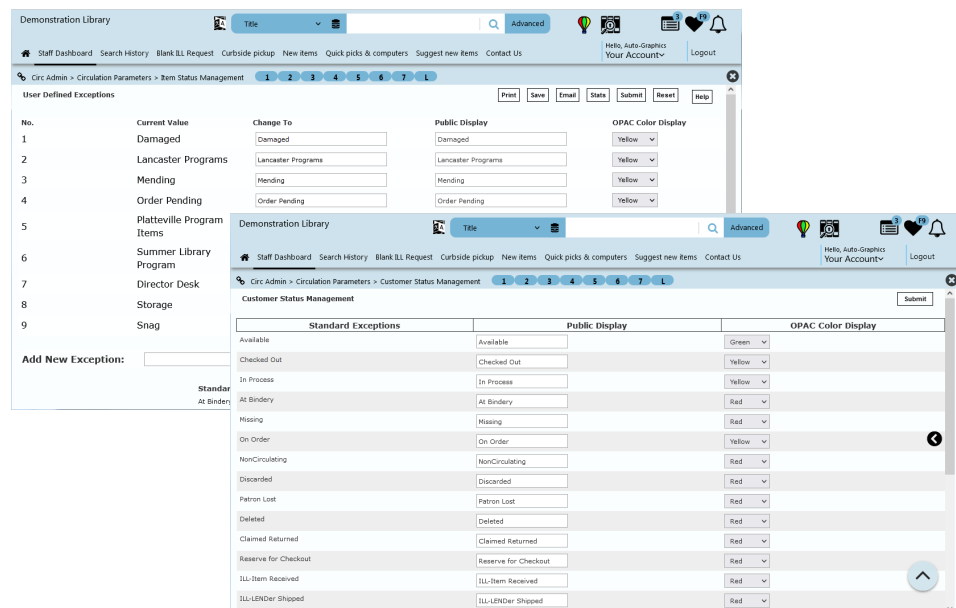 Demonstration Library
Title
Advanced
3
F9
Staff Dashboard Search History Blank ILL Request Curbside pickup New items Quick picks & computers Suggest new items Contact Us
Hello, Auto-Graphics
Your Account
Logout
Circ Admin > Circulation Parameters > Item Status Management 1 2 3 4 5 6 7 L
User Defined Exceptions
Print Save Email Stats Submit Reset Help
No. Current Value Change To Public Display OPAC Color Display
1 Damaged Damaged Damaged Yellow
2 Lancaster Programs Lancaster Programs Lancaster Programs Yellow
3 Mending Mending Mending Yellow
4 Order Pending Order Pending Order Pending Yellow
5 Platteville Program
Items
6 Summer Library
Program
7 Director Desk
8 Storage
9 Snag
Add New Exception:
Standar
At Bindery
Demonstration Library
Title
Advanced
3
F9
Staff Dashboard Search History Blank ILL Request Curbside pickup New items Quick picks & computers Suggest new items Contact Us
Hello, Auto-Graphics
Your Account
Logout
Circ Admin > Circulation Parameters > Customer Status Management 1 2 3 4 5 6 7 L
Customer Status Management
Submit
Standard Exceptions Public Display OPAC Color Display
Available Available Green
Checked Out Checked Out Yellow
In Process In Process Yellow
At Bindery At Bindery Red
Missing Missing Red
On Order On Order Yellow
NonCirculating NonCirculating Red
Discarded Discarded Red
Patron Lost Patron Lost Red
Deleted Deleted Red
Claimed Returned Claimed Returned Red
Reserve for Checkout Reserve for Checkout Red
ILL-Item Received ILL-Item Received Red
ILL-LENDer Shipped ILL-LENDer Shipped Red